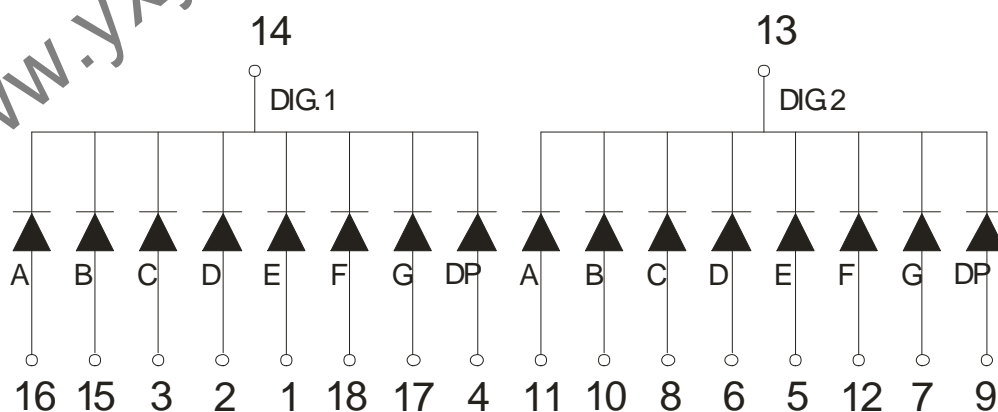 14 13
DIG.1 DIG.2
A B C D E F G DP A B C D E F G DP
16 15 3 2 1 18 17 4 11 10 8 6 5 12 7 9